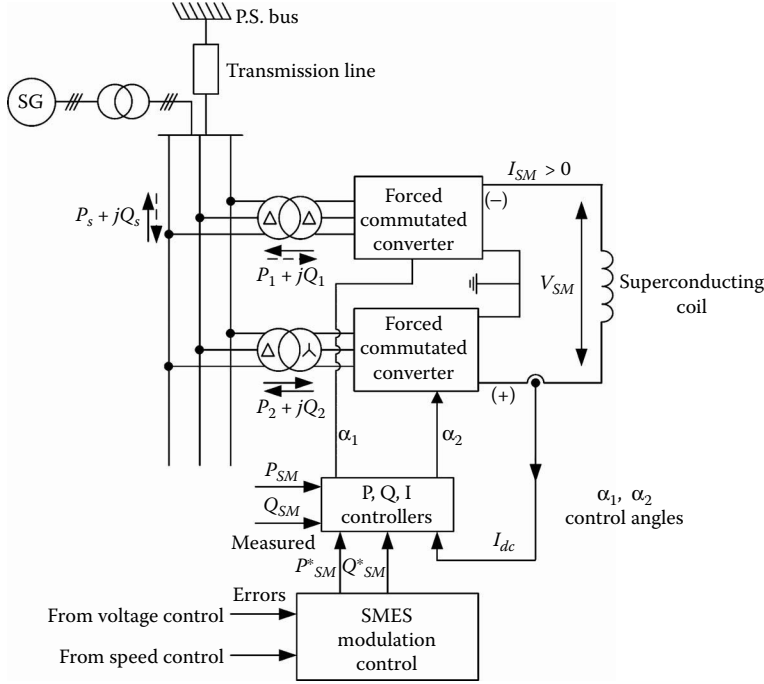 P.S. bus
Transmission line
SG
I_SM > 0
Forced
commutated
converter
(–)
P_s + jQ_s
Δ Δ
P_1 + jQ_1
V_SM
Superconducting
coil
Forced
commutated
converter
Δ
(+)
P_2 + jQ_2
α_1
α_2
P_SM
Q_SM
Measured
P, Q, I
controllers
α_1, α_2
control angles
I_dc
P*_SM Q*_SM
Errors
From voltage control
From speed control
SMES
modulation
control